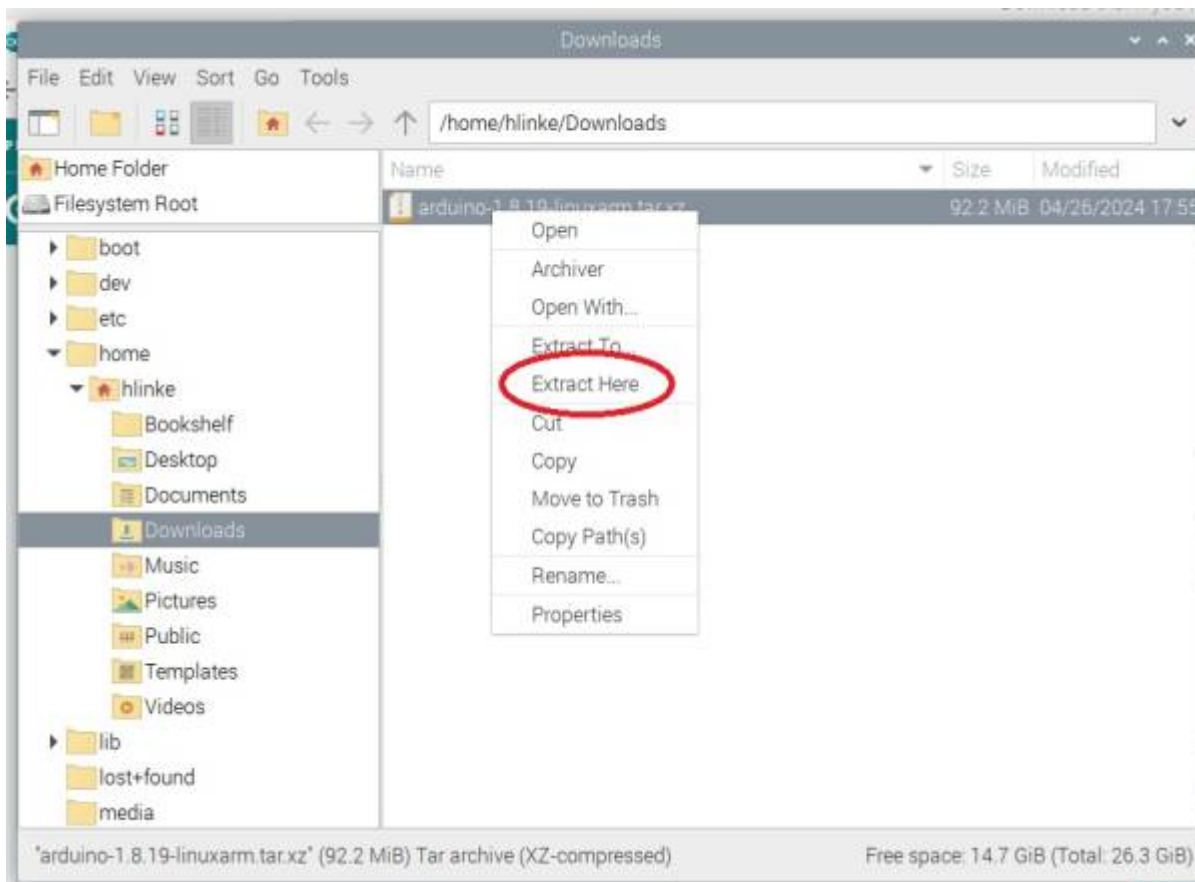 Downloads
File Edit View Sort Go Tools
/home/hlinke/Downloads
Home Folder
Filesystem Root
boot
dev
etc
home
hlinke
Bookshelf
Desktop
Documents
Downloads
Music
Pictures
Public
Templates
Videos
lib
lost+found
media
Name Size Modified
arduino-1.8.19-linuxarm.tar.xz 92.2 MiB 04/26/2024 17:55
Open
Archiver
Open With...
Extract To...
Extract Here
Cut
Copy
Move to Trash
Copy Path(s)
Rename...
Properties
"arduino-1.8.19-linuxarm.tar.xz" (92.2 MiB) Tar archive (XZ-compressed) Free space: 14.7 GiB (Total: 26.3 GiB)